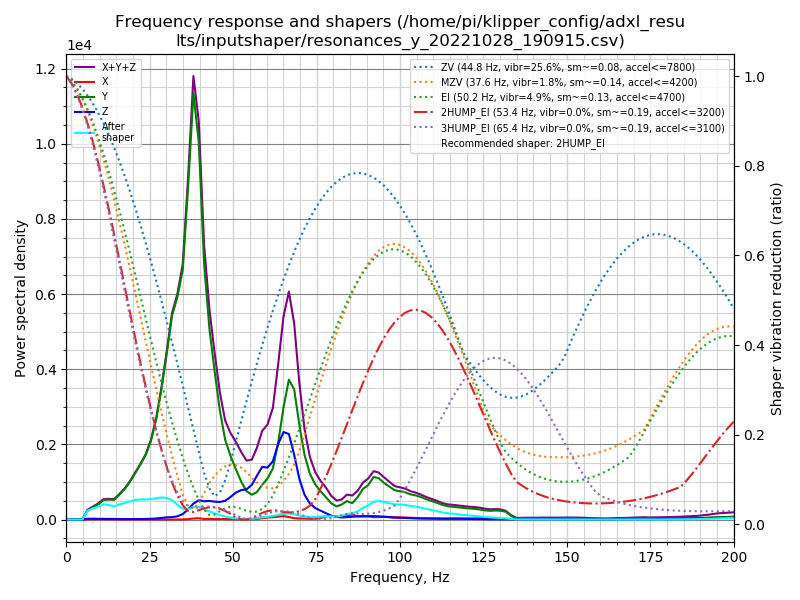 Frequency response and shapers (/home/pi/klipper_config/adxl_resu
lts/inputshaper/resonances_y_20221028_190915.csv)
1e4
X+Y+Z
X
Y
Z
After
shaper
ZV (44.8 Hz, vibr=25.6%, sm~=0.08, accel<=7800)
MZV (37.6 Hz, vibr=1.8%, sm~=0.14, accel<=4200)
EI (50.2 Hz, vibr=4.9%, sm~=0.13, accel<=4700)
2HUMP_EI (53.4 Hz, vibr=0.0%, sm~=0.19, accel<=3200)
3HUMP_EI (65.4 Hz, vibr=0.0%, sm~=0.19, accel<=3100)
Recommended shaper: 2HUMP_EI
Power spectral density
1.2
1.0
0.8
0.6
0.4
0.2
0.0
1.0
0.8
0.6
0.4
0.2
0.0
Shaper vibration reduction (ratio)
0 25 50 75 100 125 150 175 200
Frequency, Hz